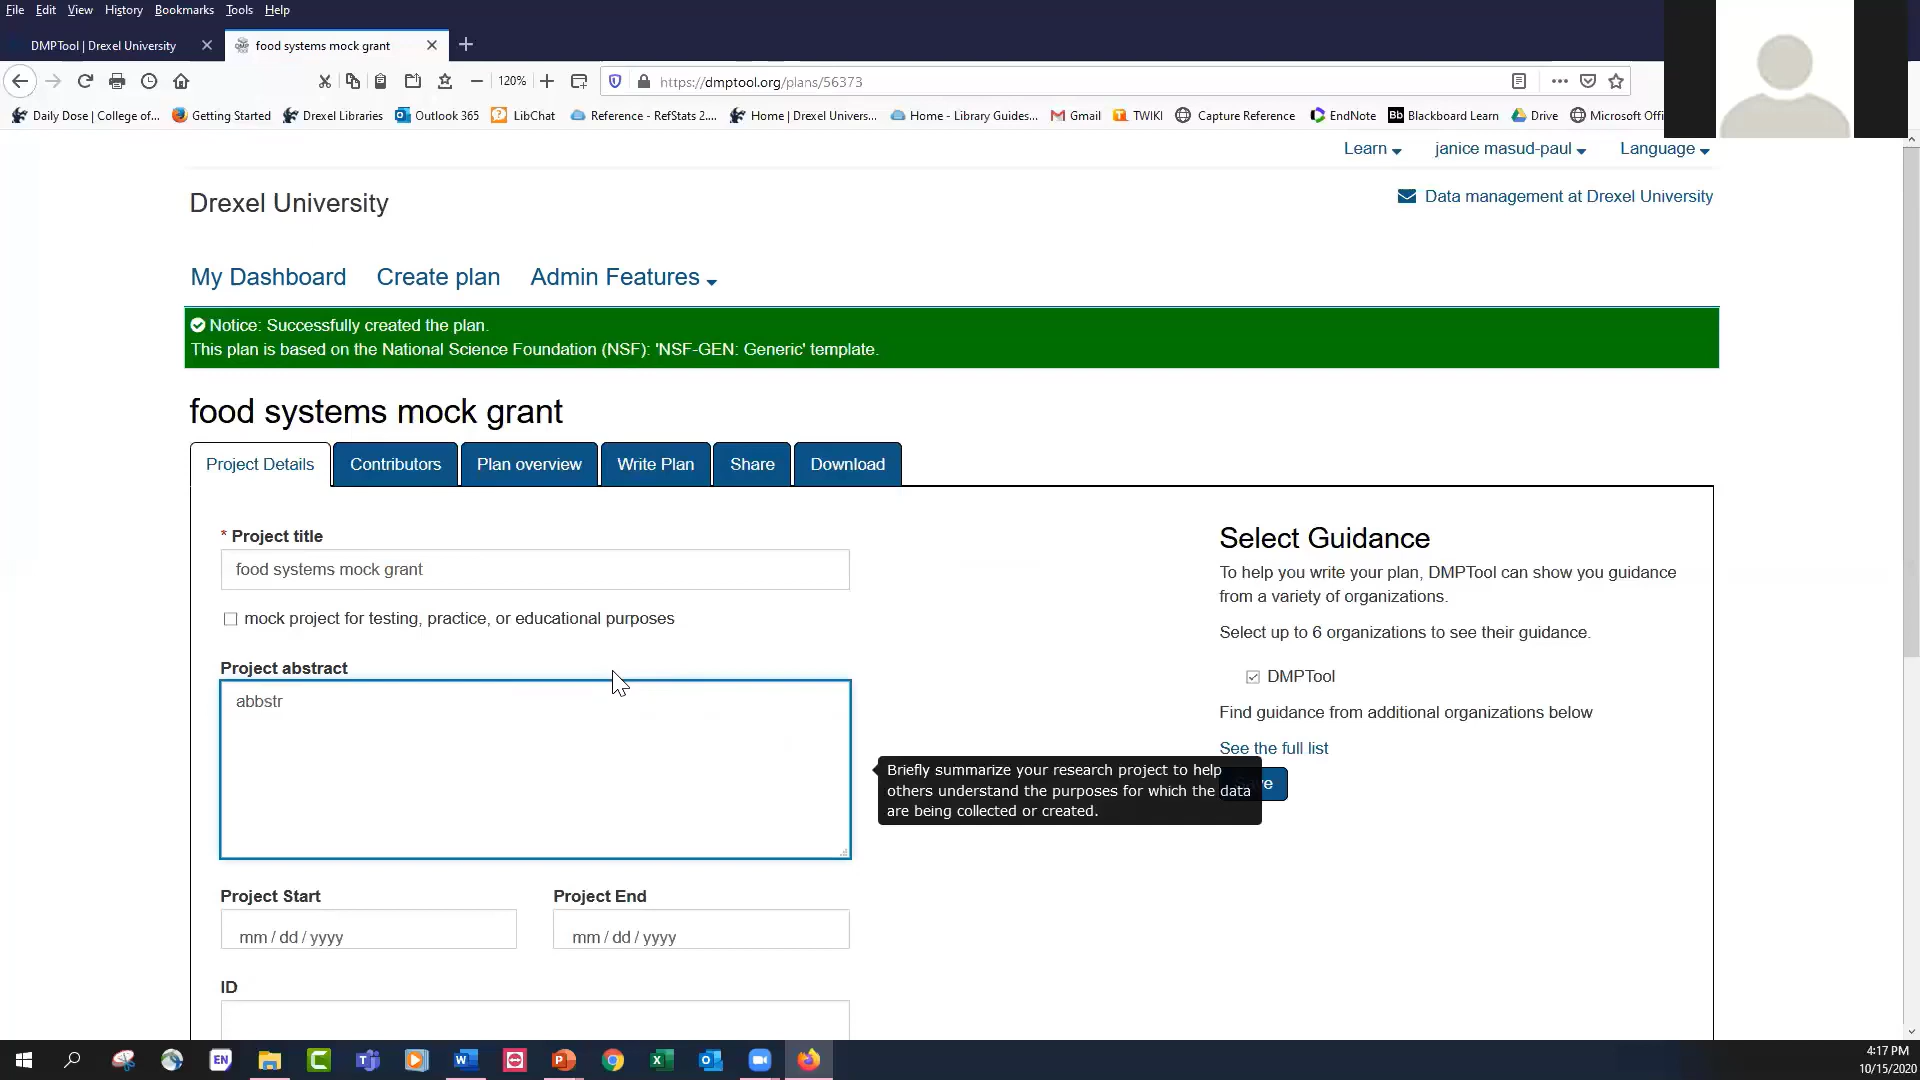 File Edit View History Bookmarks Tools Help
DMPTool | Drexel University
food systems mock grant
120%
https://dmptool.org/plans/56373
Daily Dose | College of... Getting Started Drexel Libraries Outlook 365 LibChat Reference - RefStats 2.... Home | Drexel Univers... Home - Library Guides... Gmail TWIKI Capture Reference EndNote Bb Blackboard Learn Drive Microsoft Offi
Learn janice masud-paul Language
Drexel University
Data management at Drexel University
My Dashboard Create plan Admin Features
Notice: Successfully created the plan.
This plan is based on the National Science Foundation (NSF): 'NSF-GEN: Generic' template.
food systems mock grant
Project Details Contributors Plan overview Write Plan Share Download
* Project title
food systems mock grant
mock project for testing, practice, or educational purposes
Project abstract
abbstr
Briefly summarize your research project to help
others understand the purposes for which the data
are being collected or created.
Project Start Project End
mm / dd / yyyy mm / dd / yyyy
ID
Select Guidance
To help you write your plan, DMPTool can show you guidance
from a variety of organizations.
Select up to 6 organizations to see their guidance.
DMPTool
Find guidance from additional organizations below
See the full list
EN
4:17 PM
10/15/2020